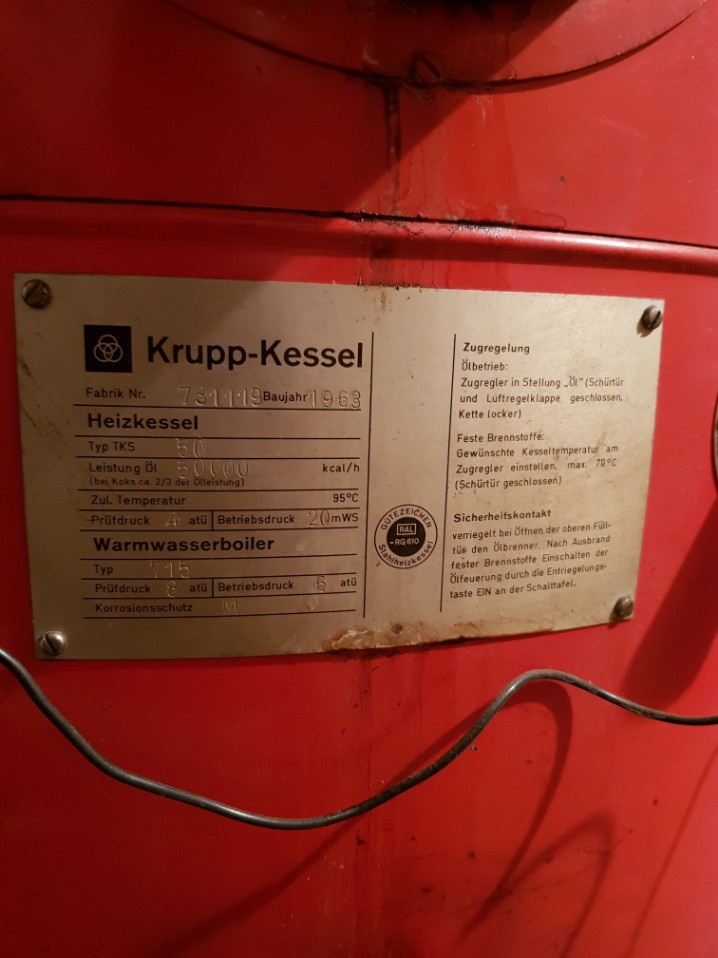 Krupp-Kessel
Fabrik Nr. 731119 Baujahr 1963
Heizkessel
Typ TKS 50
Leistung Öl 50000 kcal/h
(bei Koks ca. 2/3 der Ölleistung)
Zul. Temperatur 95°C
Prüfdruck 4 atü Betriebsdruck 20 mWS
Warmwasserboiler
Typ 715
Prüfdruck 8 atü Betriebsdruck 6 atü
Korrosionsschutz M
GÜTEZEICHEN
RAL
-RG 610
Stahlheizkessel
Zugregelung
Ölbetrieb:
Zugregler in Stellung „Öl" (Schürtür
und Luftregelklappe geschlossen,
Kette locker)
Feste Brennstoffe:
Gewünschte Kesseltemperatur am
Zugregler einstellen, max. 70°C
(Schürtür geschlossen)
Sicherheitskontakt
verriegelt bei Öffnen der oberen Füll-
tür den Ölbrenner. Nach Ausbrand
fester Brennstoffe Einschalten der
Ölfeuerung durch die Entriegelungs-
taste EIN an der Schalttafel.